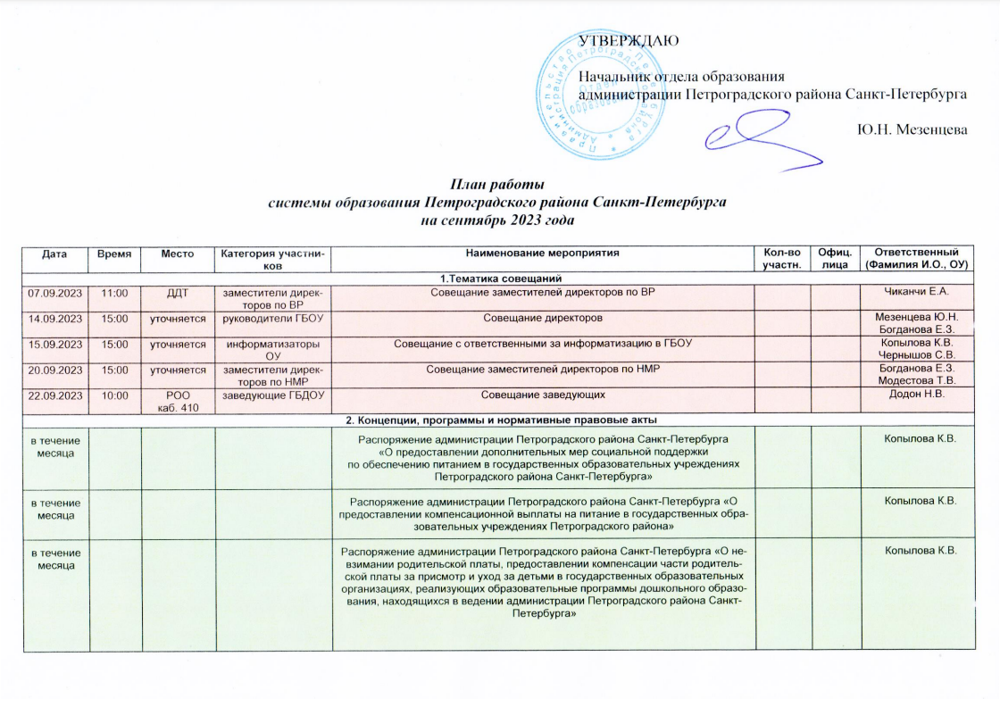 УТВЕРЖДАЮ
Начальник отдела образования
администрации Петроградского района Санкт-Петербурга
Ю.Н. Мезенцева
Отдел
образования
План работы
системы образования Петроградского района Санкт-Петербурга
на сентябрь 2023 года
Дата Время Место Категория участни- Наименование мероприятия Кол-во Офиц. Ответственный
ков участн. лица (Фамилия И.О., ОУ)
1.Тематика совещаний
07.09.2023 11:00 ДДТ заместители дирек- Совещание заместителей директоров по ВР Чиканчи Е.А.
торов по ВР
14.09.2023 15:00 уточняется руководители ГБОУ Совещание директоров Мезенцева Ю.Н.
Богданова Е.З.
15.09.2023 15:00 уточняется информатизаторы Совещание с ответственными за информатизацию в ГБОУ Копылова К.В.
ОУ Чернышов С.В.
20.09.2023 15:00 уточняется заместители дирек- Совещание заместителей директоров по НМР Богданова Е.З.
торов по НМР Модестова Т.В.
22.09.2023 10:00 РОО заведующие ГБДОУ Совещание заведующих Додон Н.В.
каб. 410
2. Концепции, программы и нормативные правовые акты
в течение Распоряжение администрации Петроградского района Санкт-Петербурга Копылова К.В.
месяца «О предоставлении дополнительных мер социальной поддержки
по обеспечению питанием в государственных образовательных учреждениях
Петроградского района Санкт-Петербурга»
в течение Распоряжение администрации Петроградского района Санкт-Петербурга «О Копылова К.В.
месяца предоставлении компенсационной выплаты на питание в государственных обра-
зовательных учреждениях Петроградского района»
в течение Распоряжение администрации Петроградского района Санкт-Петербурга «О не- Копылова К.В.
месяца взимании родительской платы, предоставлении компенсации части родитель-
ской платы за присмотр и уход за детьми в государственных образовательных
организациях, реализующих образовательные программы дошкольного образо-
вания, находящихся в ведении администрации Петроградского района Санкт-
Петербурга»